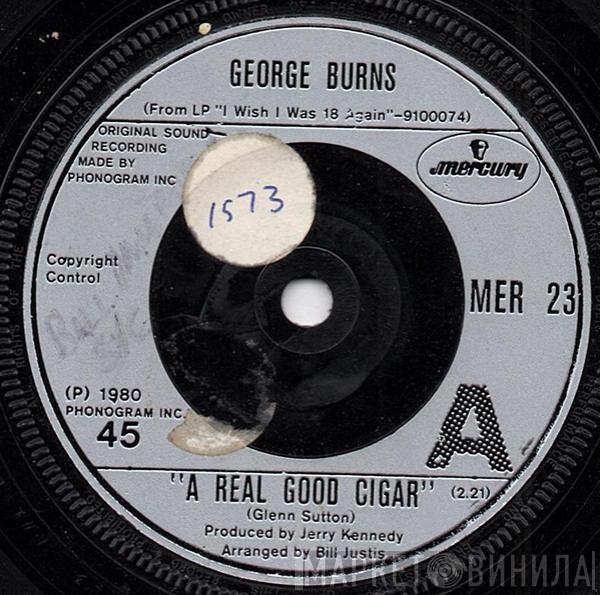 GEORGE BURNS
(From LP "I Wish I Was 18 Again"-9100074)
ORIGINAL SOUND
RECORDING
MADE BY
PHONOGRAM INC
mercury
1573
Copyright
Control
MER 23
(P) 1980
PHONOGRAM INC.
45
A
"A REAL GOOD CIGAR" (2.21)
(Glenn Sutton)
Produced by Jerry Kennedy
Arranged by Bill Justis
МАРКЕТ ВИНИЛА